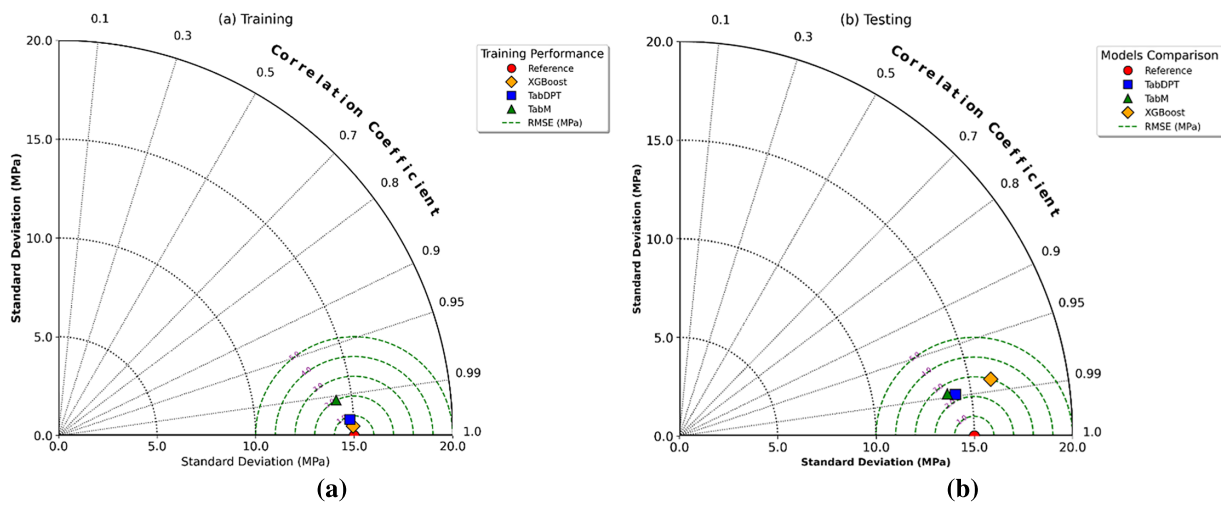 (a) Training
0.1
0.3
0.5
0.7
0.8
0.9
0.95
0.99
1.0
Correlation Coefficient
20.0
15.0
10.0
5.0
0.0
Standard Deviation (MPa)
0.0 5.0 10.0 15.0 20.0
Standard Deviation (MPa)
Training Performance
Reference
XGBoost
TabDPT
TabM
RMSE (MPa)
(a)
(b) Testing
0.1
0.3
0.5
0.7
0.8
0.9
0.95
0.99
1.0
Correlation Coefficient
20.0
15.0
10.0
5.0
0.0
Standard Deviation (MPa)
0.0 5.0 10.0 15.0 20.0
Standard Deviation (MPa)
Models Comparison
Reference
TabDPT
TabM
XGBoost
RMSE (MPa)
(b)